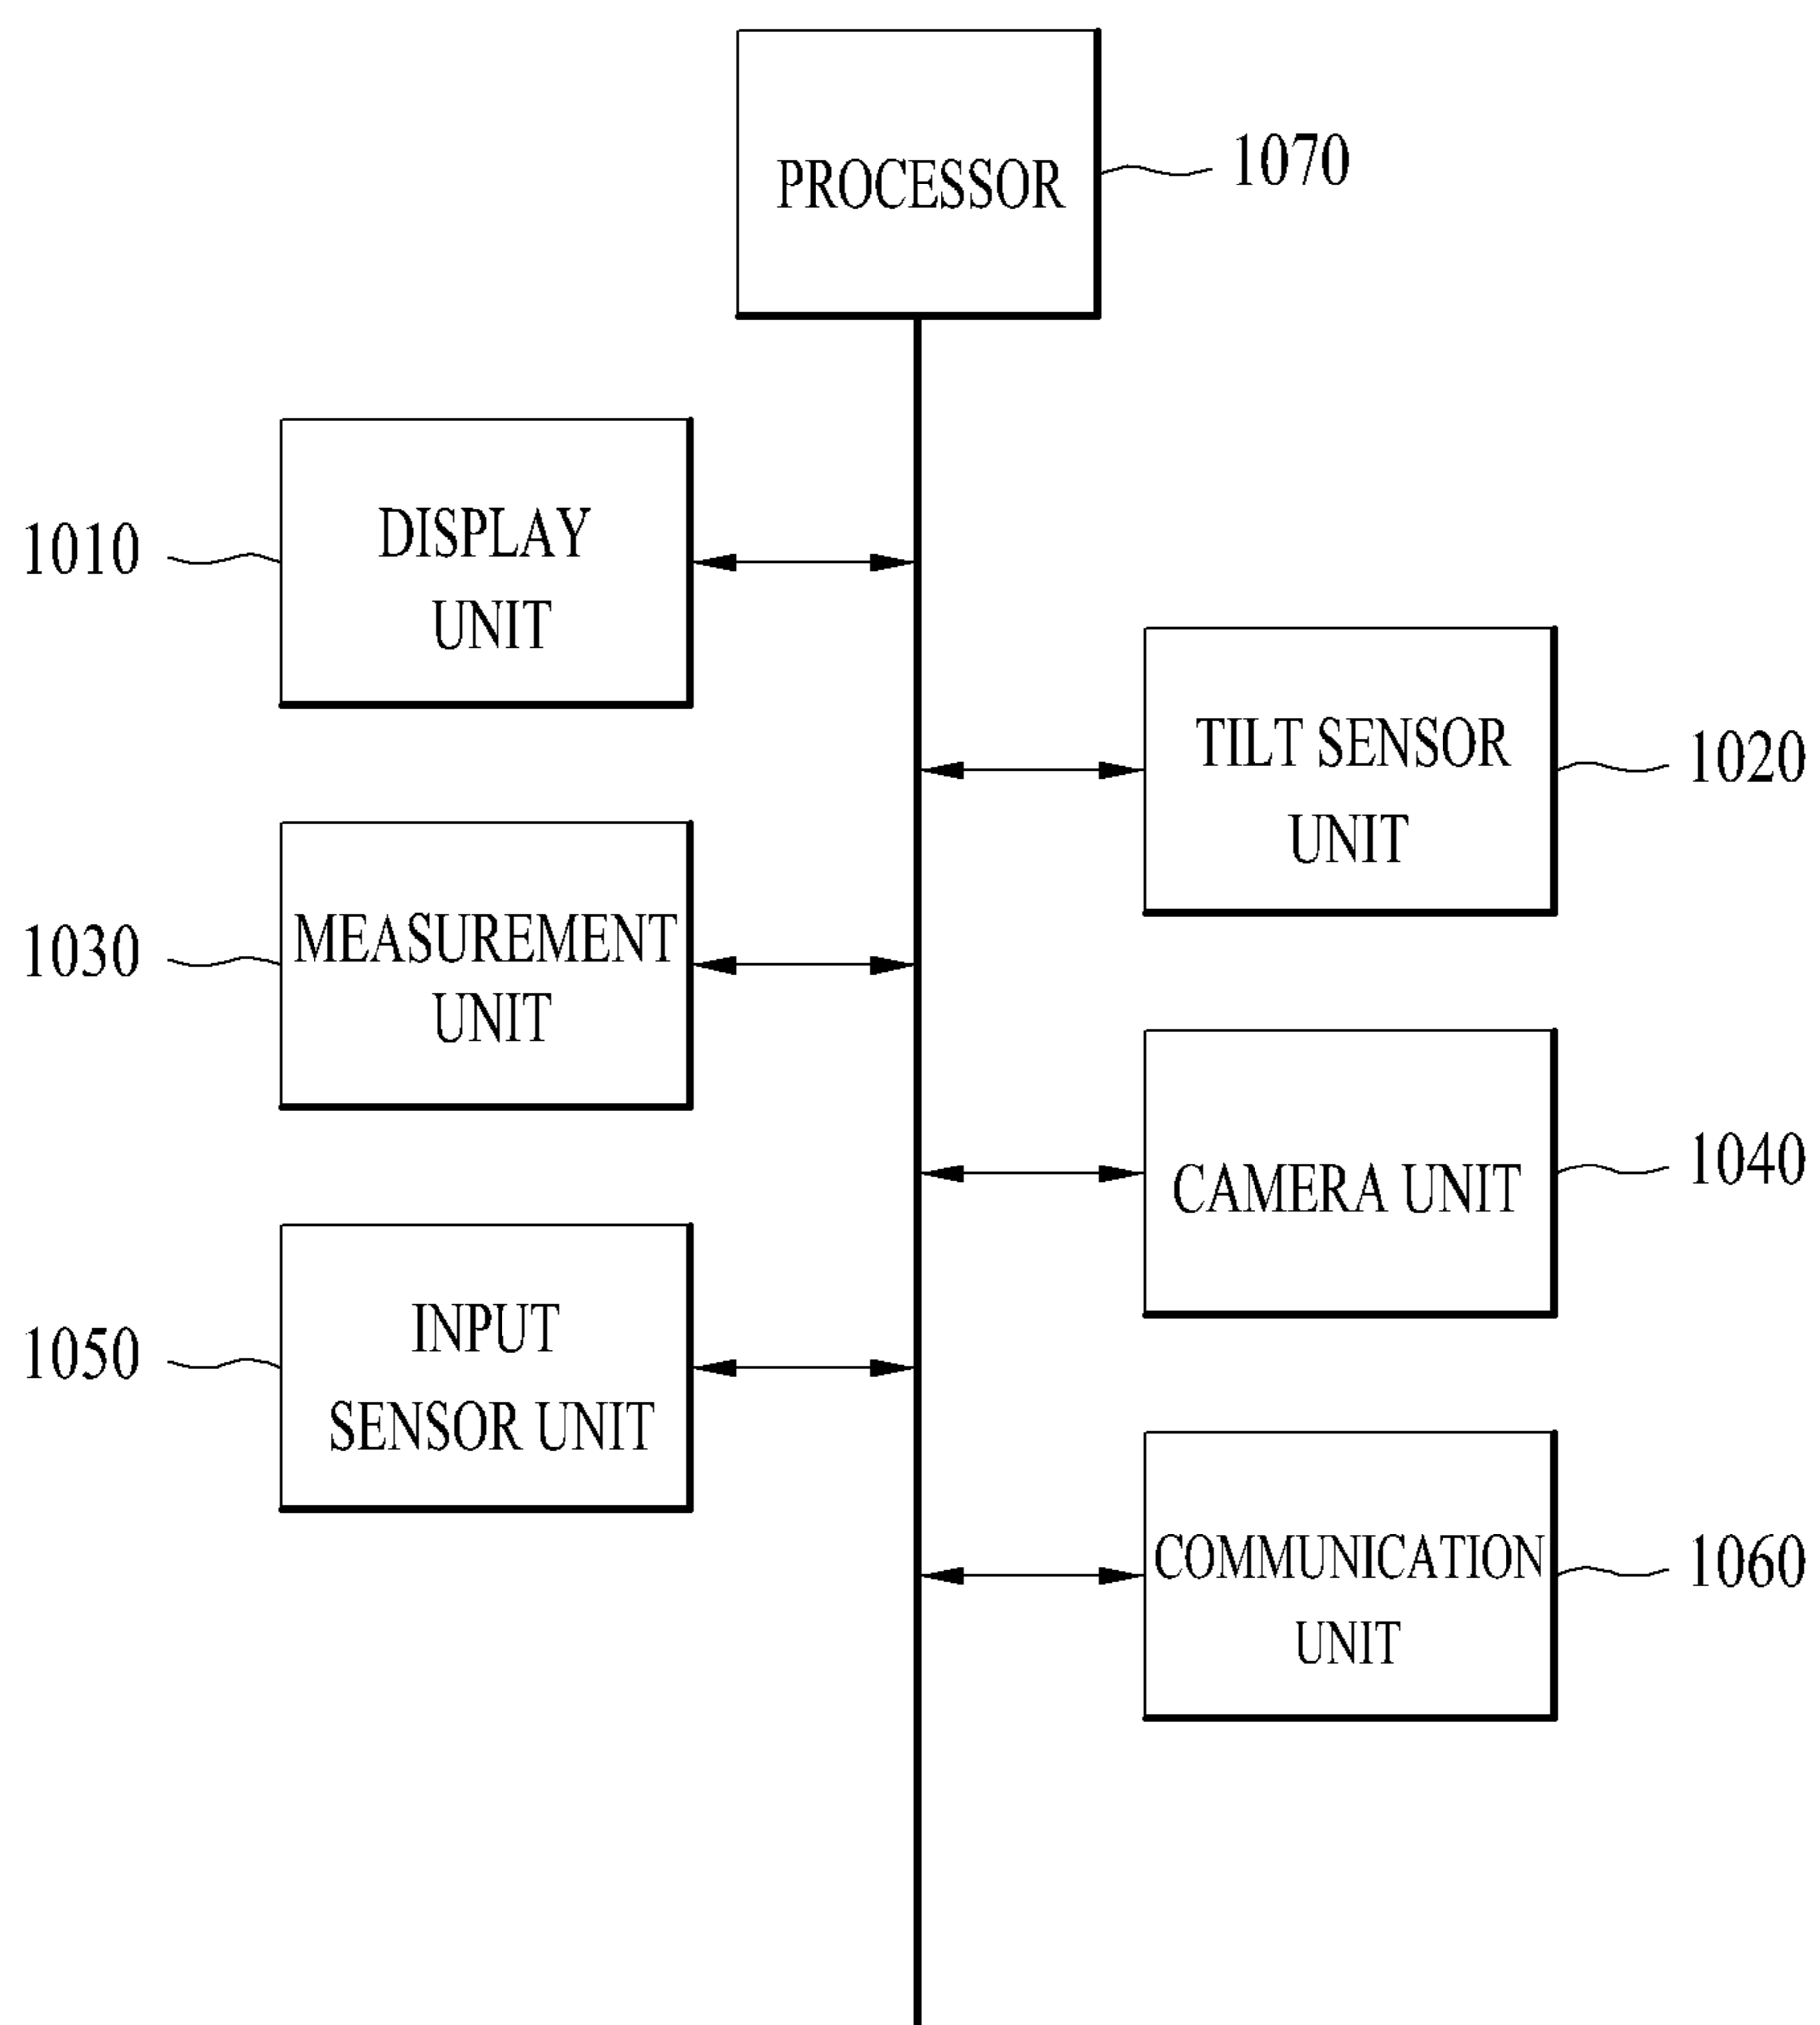 PROCESSOR
1070
1010
DISPLAY
UNIT
TILT SENSOR
UNIT
1020
1030
MEASUREMENT
UNIT
CAMERA UNIT
1040
1050
INPUT
SENSOR UNIT
COMMUNICATION
UNIT
1060